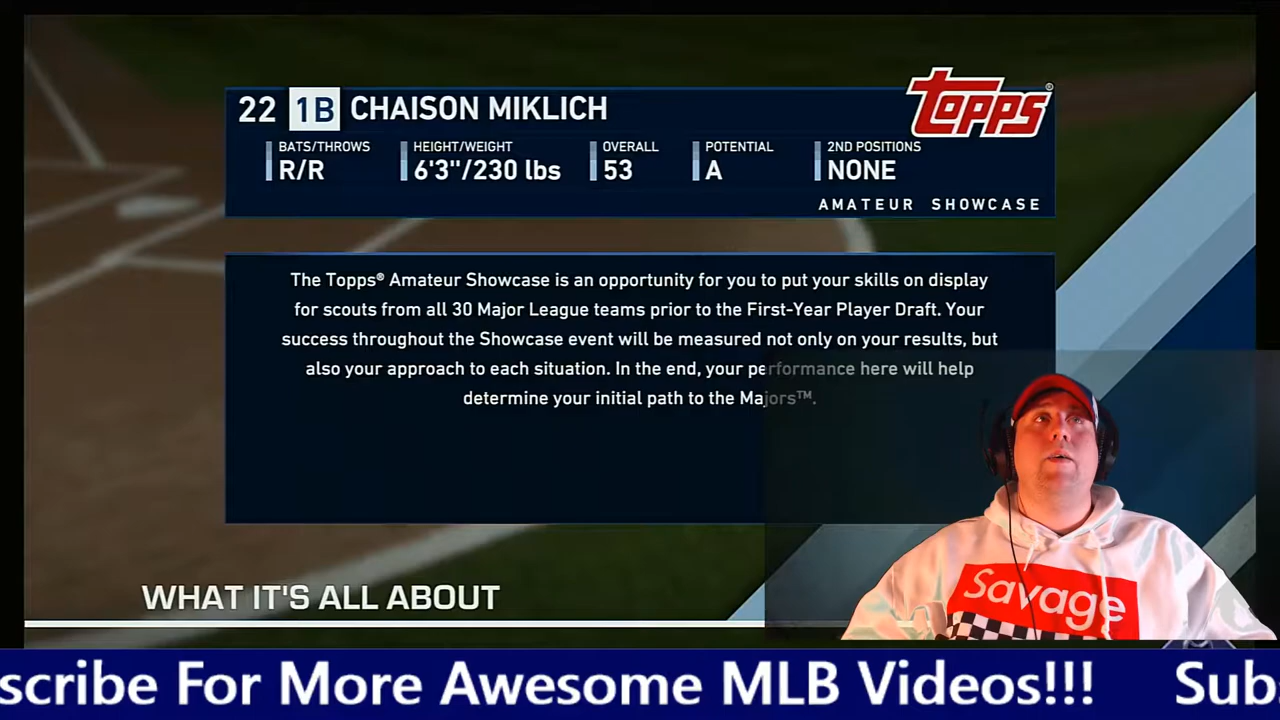 topps®
22 1B CHAISON MIKLICH
BATS/THROWS HEIGHT/WEIGHT OVERALL POTENTIAL 2ND POSITIONS
R/R 6'3"/230 lbs 53 A NONE
AMATEUR SHOWCASE
The Topps® Amateur Showcase is an opportunity for you to put your skills on display
for scouts from all 30 Major League teams prior to the First-Year Player Draft. Your
success throughout the Showcase event will be measured not only on your results, but
also your approach to each situation. In the end, your performance here will help
determine your initial path to the Majors™.
Savage
WHAT IT'S ALL ABOUT
scribe For More Awesome MLB Videos!!! Subs